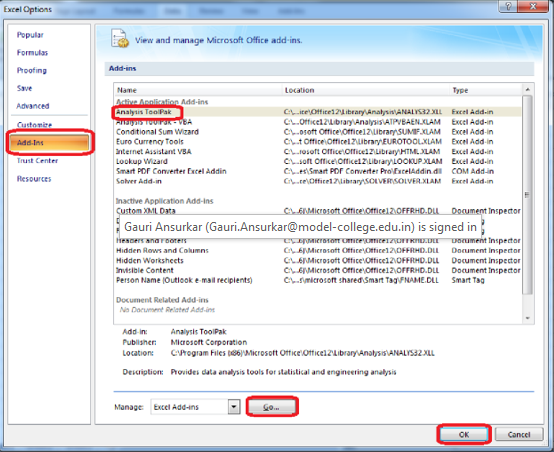 Excel Options
Popular
Formulas
Proofing
Save
Advanced
Customize
Add-Ins
Trust Center
Resources
View and manage Microsoft Office add-ins.
Add-ins
Name Location Type
Active Application Add-ins
Analysis ToolPak C:\...ice\Office12\Library\Analysis\ANALYS32.XLL Excel Add-in
Analysis ToolPak - VBA C:\...\Office12\Library\Analysis\ATPVBAEN.XLAM Excel Add-in
Conditional Sum Wizard C:\...osoft Office\Office12\Library\SUMIF.XLAM Excel Add-in
Euro Currency Tools C:\...t Office\Office12\Library\EUROTOOL.XLAM Excel Add-in
Internet Assistant VBA C:\...rosoft Office\Office12\Library\HTML.XLAM Excel Add-in
Lookup Wizard C:\...soft Office\Office12\Library\LOOKUP.XLAM Excel Add-in
Smart PDF Converter Excel Addin C:\...s\Smart PDF Converter Pro\ExcelAddin.dll COM Add-in
Solver Add-in C:\...\Office12\Library\SOLVER\SOLVER.XLAM Excel Add-in
Inactive Application Add-ins
Custom XML Data C:\...6)\Microsoft Office\Office12\OFFRHD.DLL Document Inspector
Gauri Ansurkar (Gauri.Ansurkar@model-college.edu.in) is signed in
Headers and Footers C:\...6)\Microsoft Office\Office12\OFFRHD.DLL Document Inspector
Hidden Rows and Columns C:\...6)\Microsoft Office\Office12\OFFRHD.DLL Document Inspector
Hidden Worksheets C:\...6)\Microsoft Office\Office12\OFFRHD.DLL Document Inspector
Invisible Content C:\...6)\Microsoft Office\Office12\OFFRHD.DLL Document Inspector
Person Name (Outlook e-mail recipients) C:\...s\microsoft shared\Smart Tag\FNAME.DLL Smart Tag
Document Related Add-ins
No Document Related Add-ins
Add-in: Analysis ToolPak
Publisher: Microsoft Corporation
Location: C:\Program Files (x86)\Microsoft Office\Office12\Library\Analysis\ANALYS32.XLL
Description: Provides data analysis tools for statistical and engineering analysis
Manage: Excel Add-ins Go...
OK Cancel